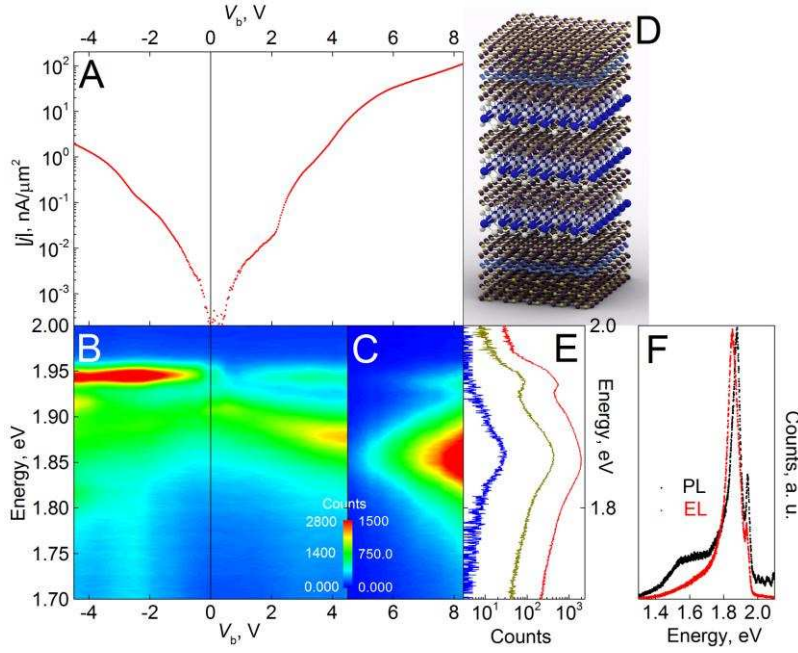 V_b, V
-4 -2 0 2 4 6 8
A
D
10^2
10^1
10^0
10^-1
10^-2
10^-3
|j|, nA/μm^2
2.00
1.95
1.90
1.85
1.80
1.75
1.70
Energy, eV
B
C
E
F
Counts
2800 1500
1400 750.0
0.000 0.000
-4 -2 0 2 4 6 8
V_b, V
2.0
1.8
Energy, eV
10^1 10^2 10^3
Counts
PL
EL
1.4 1.6 1.8 2.0
Energy, eV
Counts, a. u.